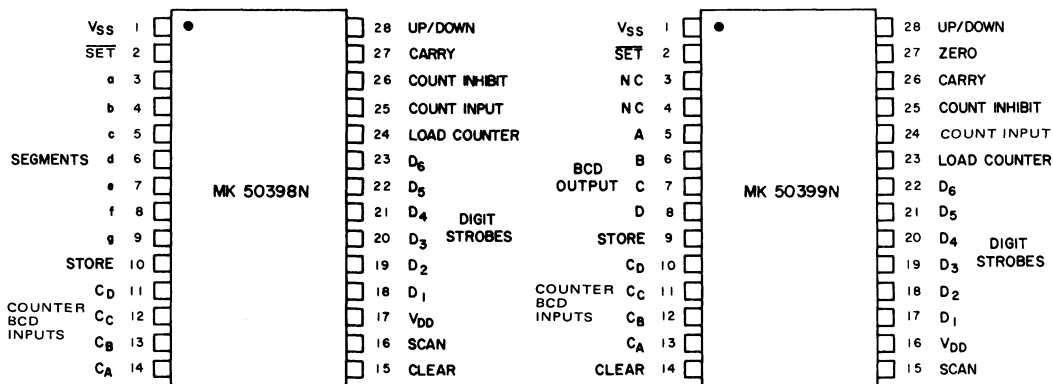 VSS 1
SET 2
a 3
b 4
c 5
SEGMENTS d 6
e 7
f 8
g 9
STORE 10
CD 11
COUNTER BCD INPUTS
CC 12
CB 13
CA 14
MK 50398N
28 UP/DOWN
27 CARRY
26 COUNT INHIBIT
25 COUNT INPUT
24 LOAD COUNTER
23 D6
22 D5
21 D4
DIGIT STROBES
20 D3
19 D2
18 D1
17 VDD
16 SCAN
15 CLEAR
VSS 1
SET 2
NC 3
NC 4
A 5
B 6
BCD OUTPUT
C 7
D 8
STORE 9
CD 10
COUNTER BCD INPUTS
CC 11
CB 12
CA 13
CLEAR 14
MK 50399N
28 UP/DOWN
27 ZERO
26 CARRY
25 COUNT INHIBIT
24 COUNT INPUT
23 LOAD COUNTER
22 D6
21 D5
20 D4
DIGIT STROBES
19 D3
18 D2
17 D1
16 VDD
15 SCAN